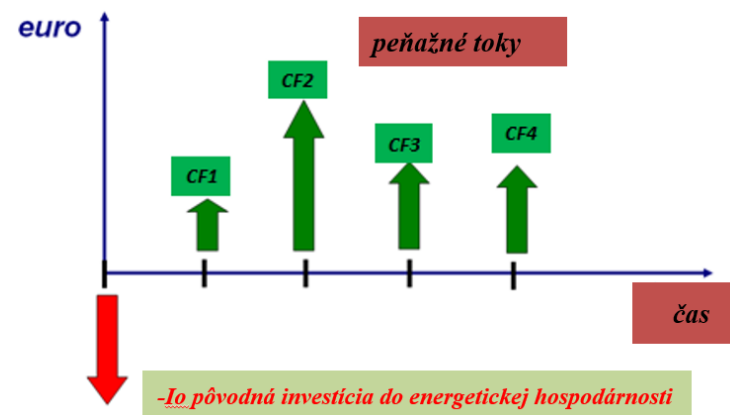 euro
peňažné toky
CF2
CF3
CF4
CF1
čas
-Io pôvodná investícia do energetickej hospodárnosti